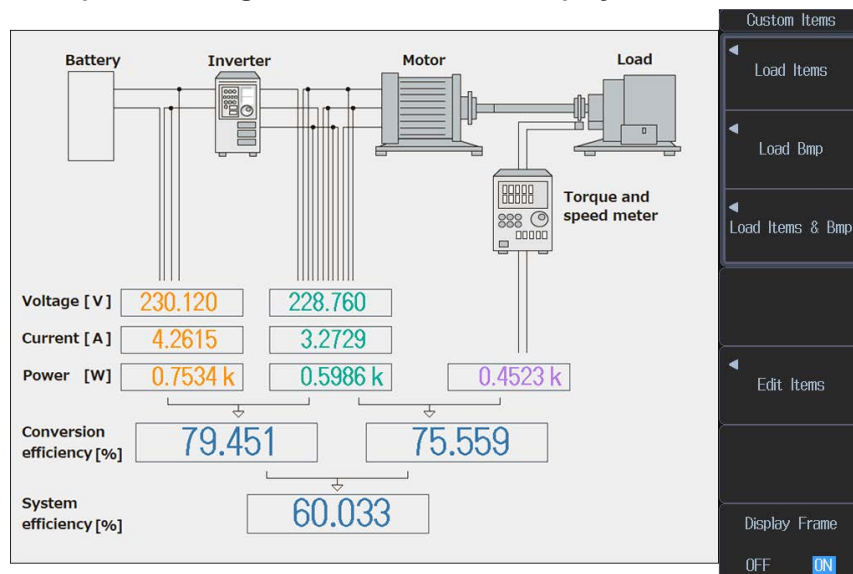 Custom Items
Battery Inverter Motor Load
Load Items
Load Bmp
Torque and
speed meter
Load Items & Bmp
Voltage [V] 230.120 228.760
Current [A] 4.2615 3.2729
Power [W] 0.7534 k 0.5986 k 0.4523 k
Edit Items
Conversion
efficiency [%] 79.451 75.559
System
efficiency [%] 60.033
Display Frame
OFF ON